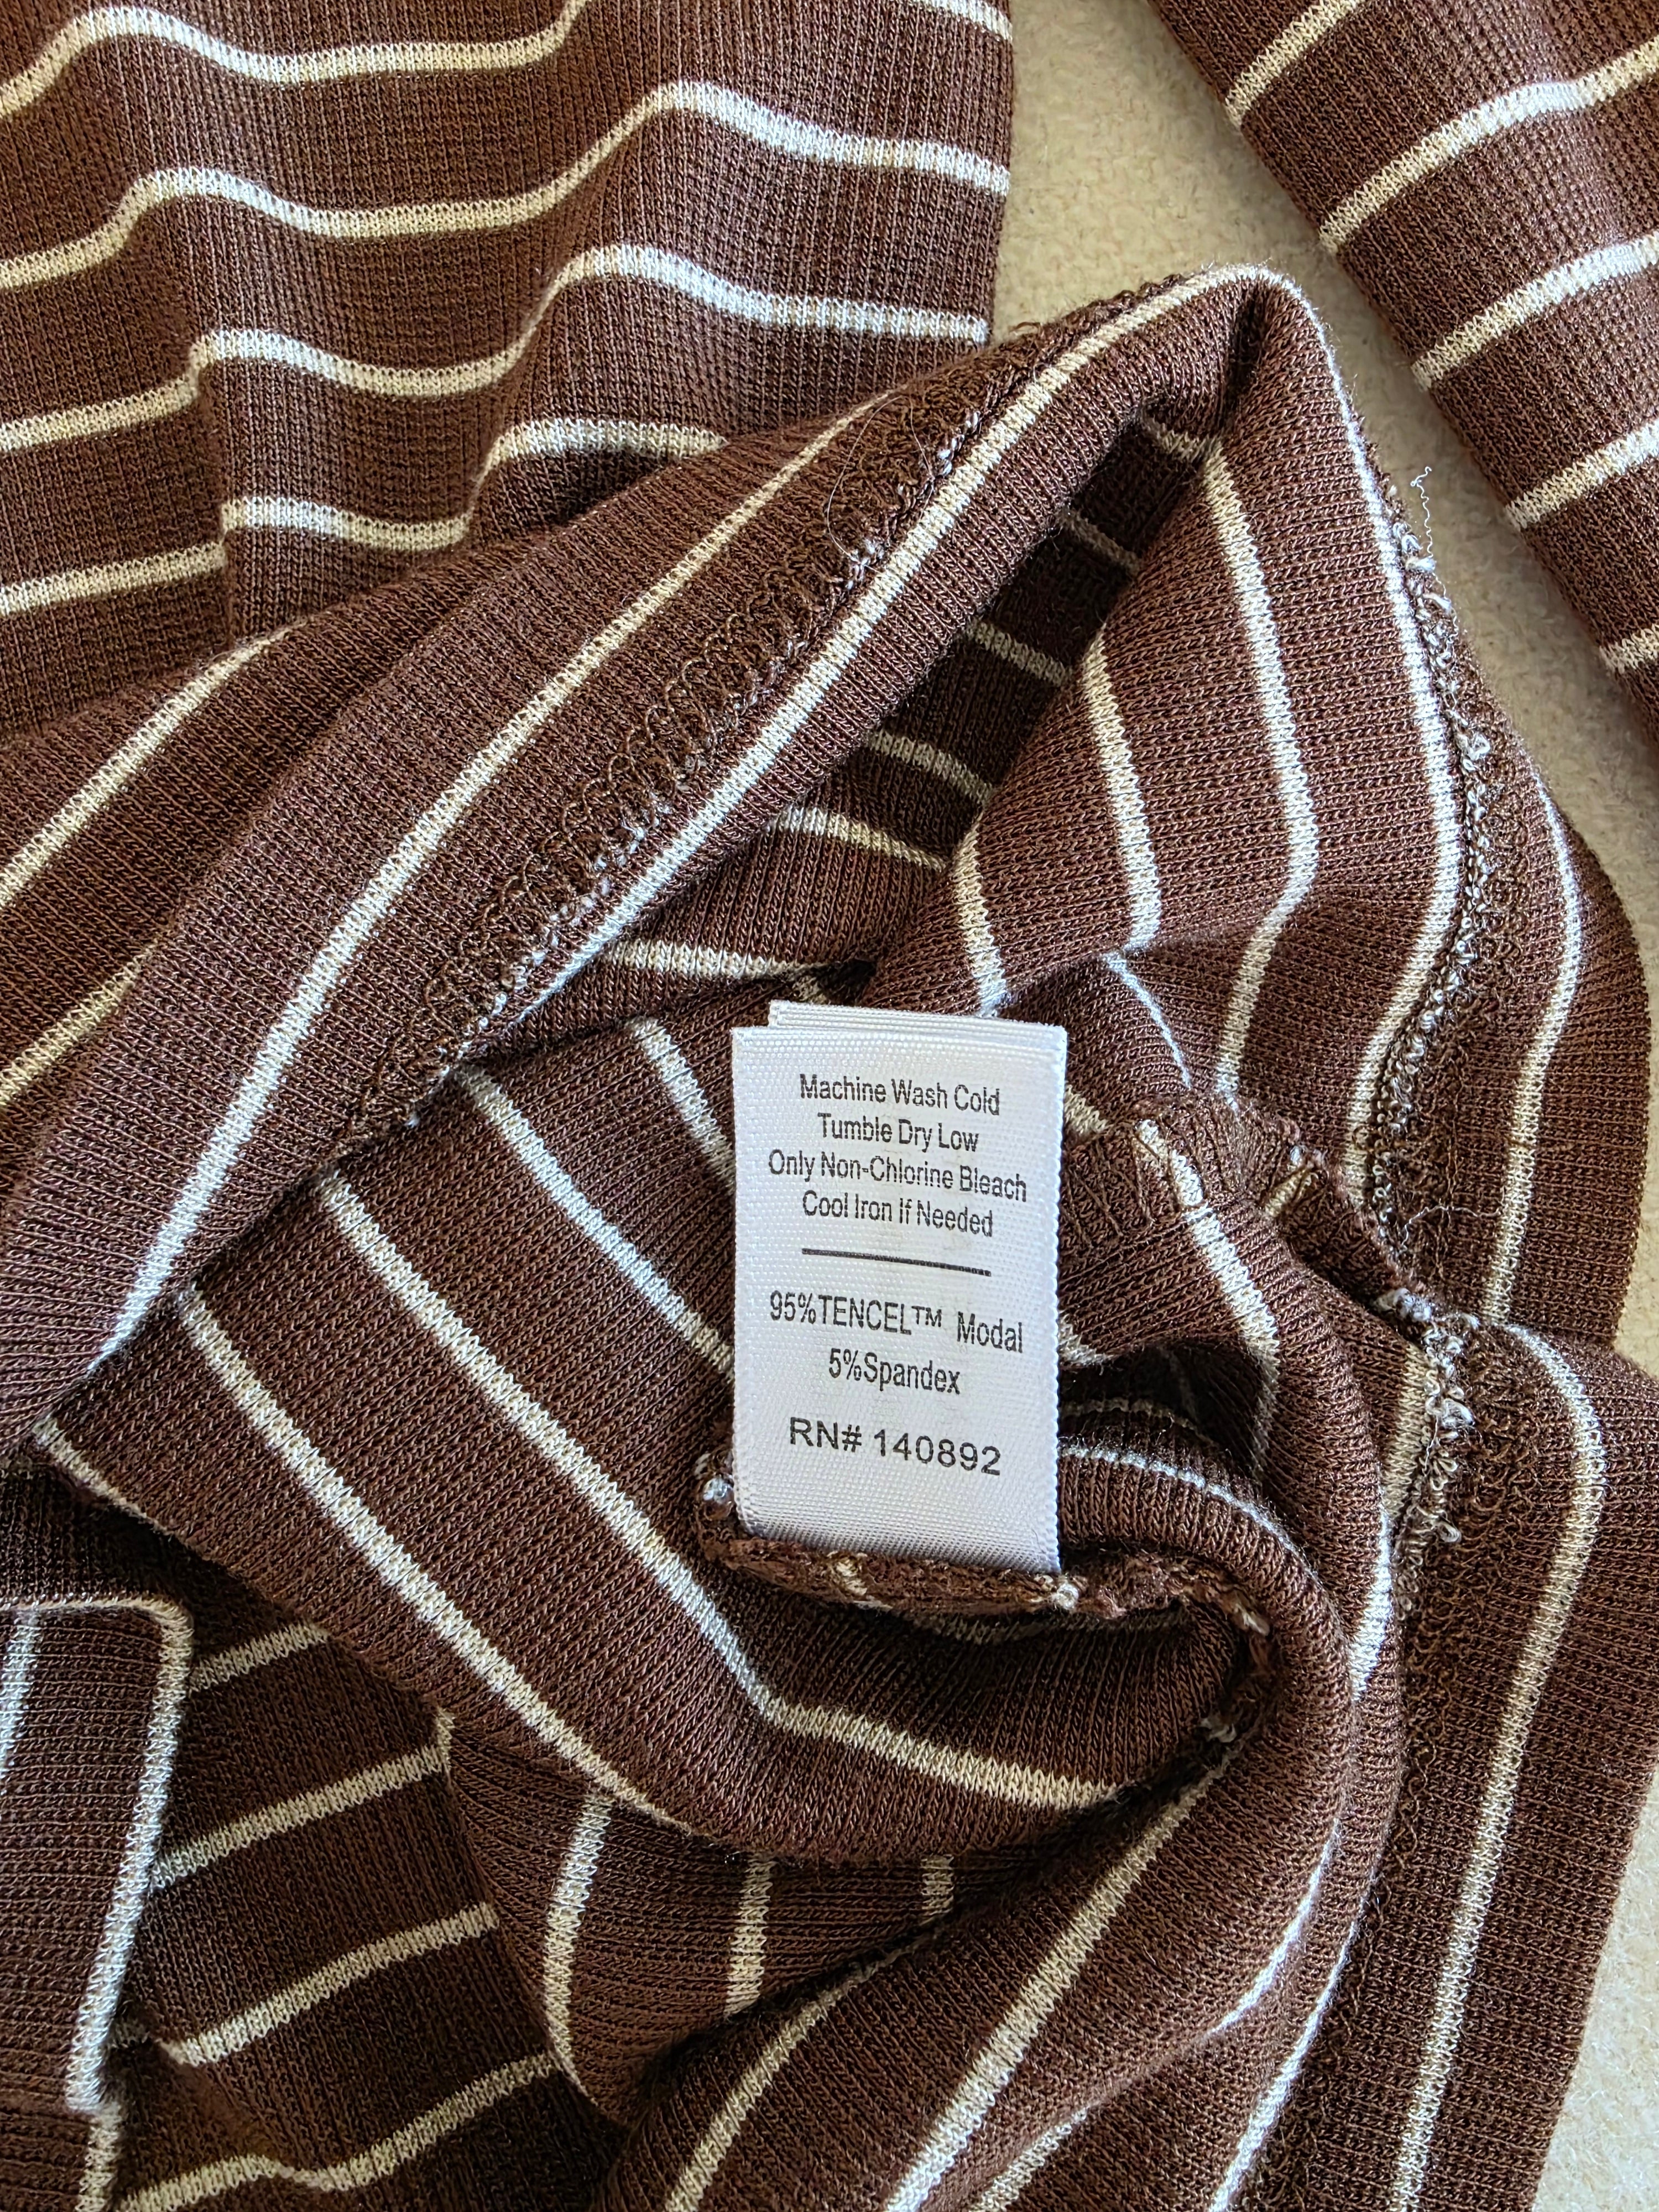 Machine Wash Cold
Tumble Dry Low
Only Non-Chlorine Bleach
Cool Iron If Needed
95%TENCEL™ Modal
5%Spandex
RN# 140892